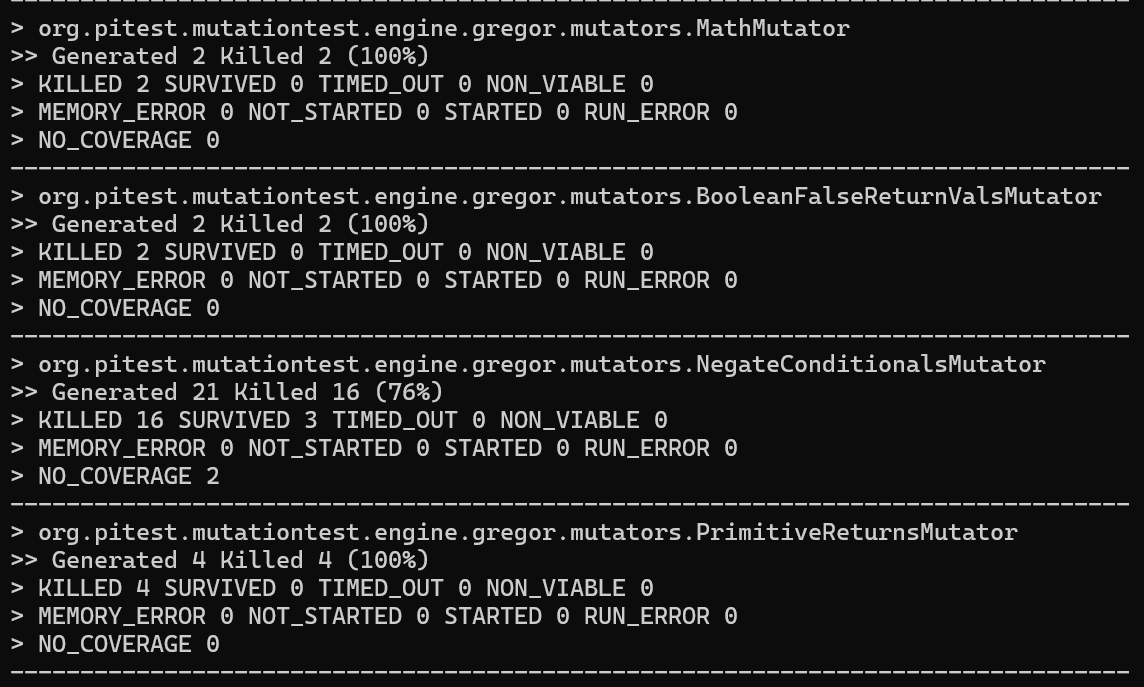 --------------------------------------------------------------------------------
> org.pitest.mutationtest.engine.gregor.mutators.MathMutator
>> Generated 2 Killed 2 (100%)
> KILLED 2 SURVIVED 0 TIMED_OUT 0 NON_VIABLE 0
> MEMORY_ERROR 0 NOT_STARTED 0 STARTED 0 RUN_ERROR 0
> NO_COVERAGE 0
--------------------------------------------------------------------------------
> org.pitest.mutationtest.engine.gregor.mutators.BooleanFalseReturnValsMutator
>> Generated 2 Killed 2 (100%)
> KILLED 2 SURVIVED 0 TIMED_OUT 0 NON_VIABLE 0
> MEMORY_ERROR 0 NOT_STARTED 0 STARTED 0 RUN_ERROR 0
> NO_COVERAGE 0
--------------------------------------------------------------------------------
> org.pitest.mutationtest.engine.gregor.mutators.NegateConditionalsMutator
>> Generated 21 Killed 16 (76%)
> KILLED 16 SURVIVED 3 TIMED_OUT 0 NON_VIABLE 0
> MEMORY_ERROR 0 NOT_STARTED 0 STARTED 0 RUN_ERROR 0
> NO_COVERAGE 2
--------------------------------------------------------------------------------
> org.pitest.mutationtest.engine.gregor.mutators.PrimitiveReturnsMutator
>> Generated 4 Killed 4 (100%)
> KILLED 4 SURVIVED 0 TIMED_OUT 0 NON_VIABLE 0
> MEMORY_ERROR 0 NOT_STARTED 0 STARTED 0 RUN_ERROR 0
> NO_COVERAGE 0
--------------------------------------------------------------------------------